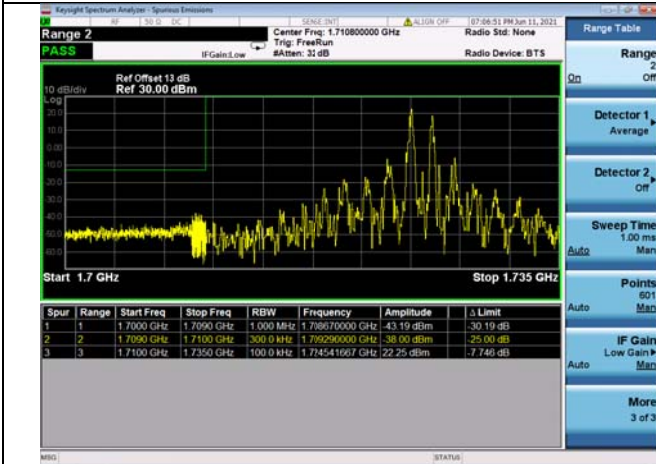 Keysight Spectrum Analyzer - Spurious Emissions
RF 50 Ω DC SENSE:INT ALIGN OFF 07:06:51 PM Jun 11, 2021
Range 2 Center Freq: 1.710800000 GHz Radio Std: None
Trig: FreeRun
PASS IFGain:Low #Atten: 32 dB Radio Device: BTS
Ref Offset 13 dB
10 dB/div Ref 30.00 dBm
Log
20.0
10.0
0.00
10.0
20.0
30.0
40.0
50.0
60.0
Start 1.7 GHz Stop 1.735 GHz
Spur Range Start Freq Stop Freq RBW Frequency Amplitude Δ Limit
1 1 1.7000 GHz 1.7090 GHz 1.000 MHz 1.708670000 GHz -43.19 dBm -30.19 dB
2 2 1.7090 GHz 1.7100 GHz 300.0 kHz 1.709290000 GHz -38.00 dBm -25.00 dB
3 3 1.7100 GHz 1.7350 GHz 100.0 kHz 1.724541667 GHz 22.25 dBm -7.746 dB
MSG STATUS
Range Table
Range
2
On Off
Detector 1
Average
Detector 2
Off
Sweep Time
1.00 ms
Auto Man
Points
601
Auto Man
IF Gain
Low Gain
Auto Man
More
3 of 3